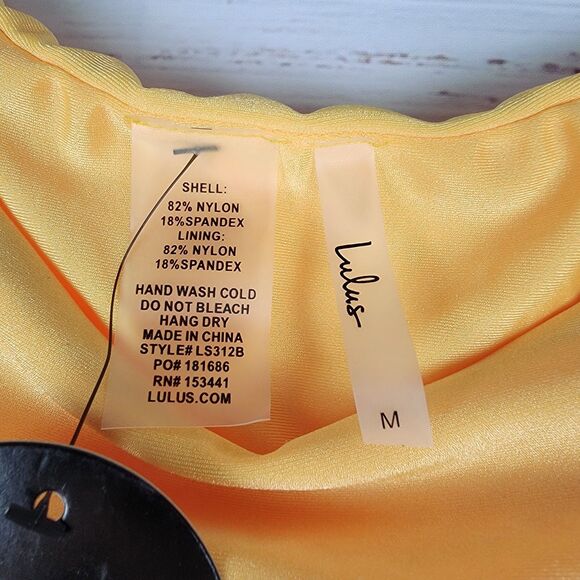 SHELL:
82% NYLON
18%SPANDEX
LINING:
82% NYLON
18%SPANDEX
HAND WASH COLD
DO NOT BLEACH
HANG DRY
MADE IN CHINA
STYLE# LS312B
PO# 181686
RN# 153441
LULUS.COM
Lulus
M